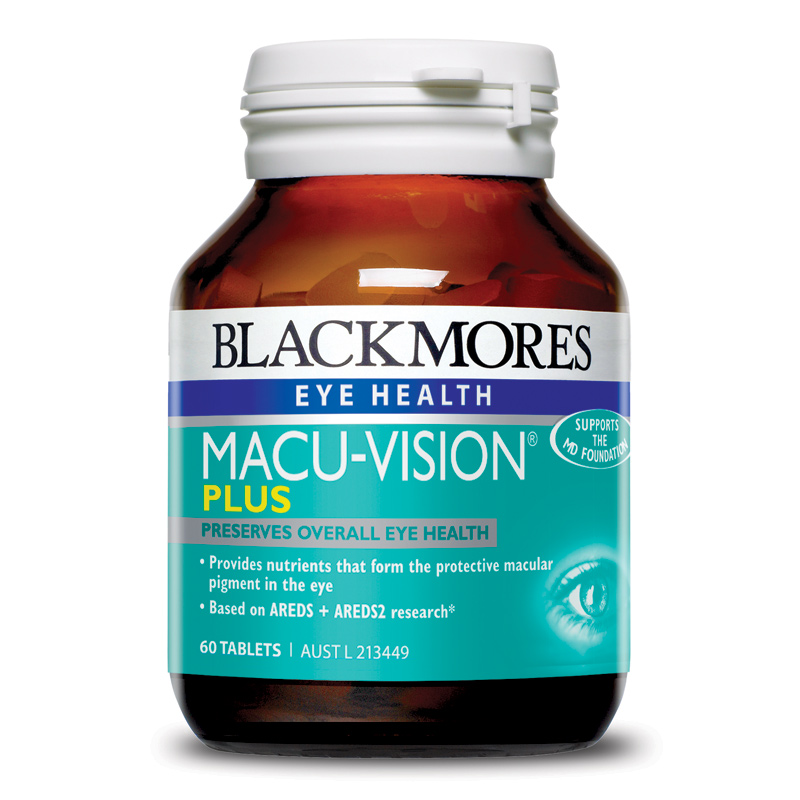 BLACKMORES
EYE HEALTH
MACU-VISION®
PLUS
SUPPORTS
THE
MD FOUNDATION
PRESERVES OVERALL EYE HEALTH
• Provides nutrients that form the protective macular
pigment in the eye
• Based on AREDS + AREDS2 research*
60 TABLETS | AUST L 213449